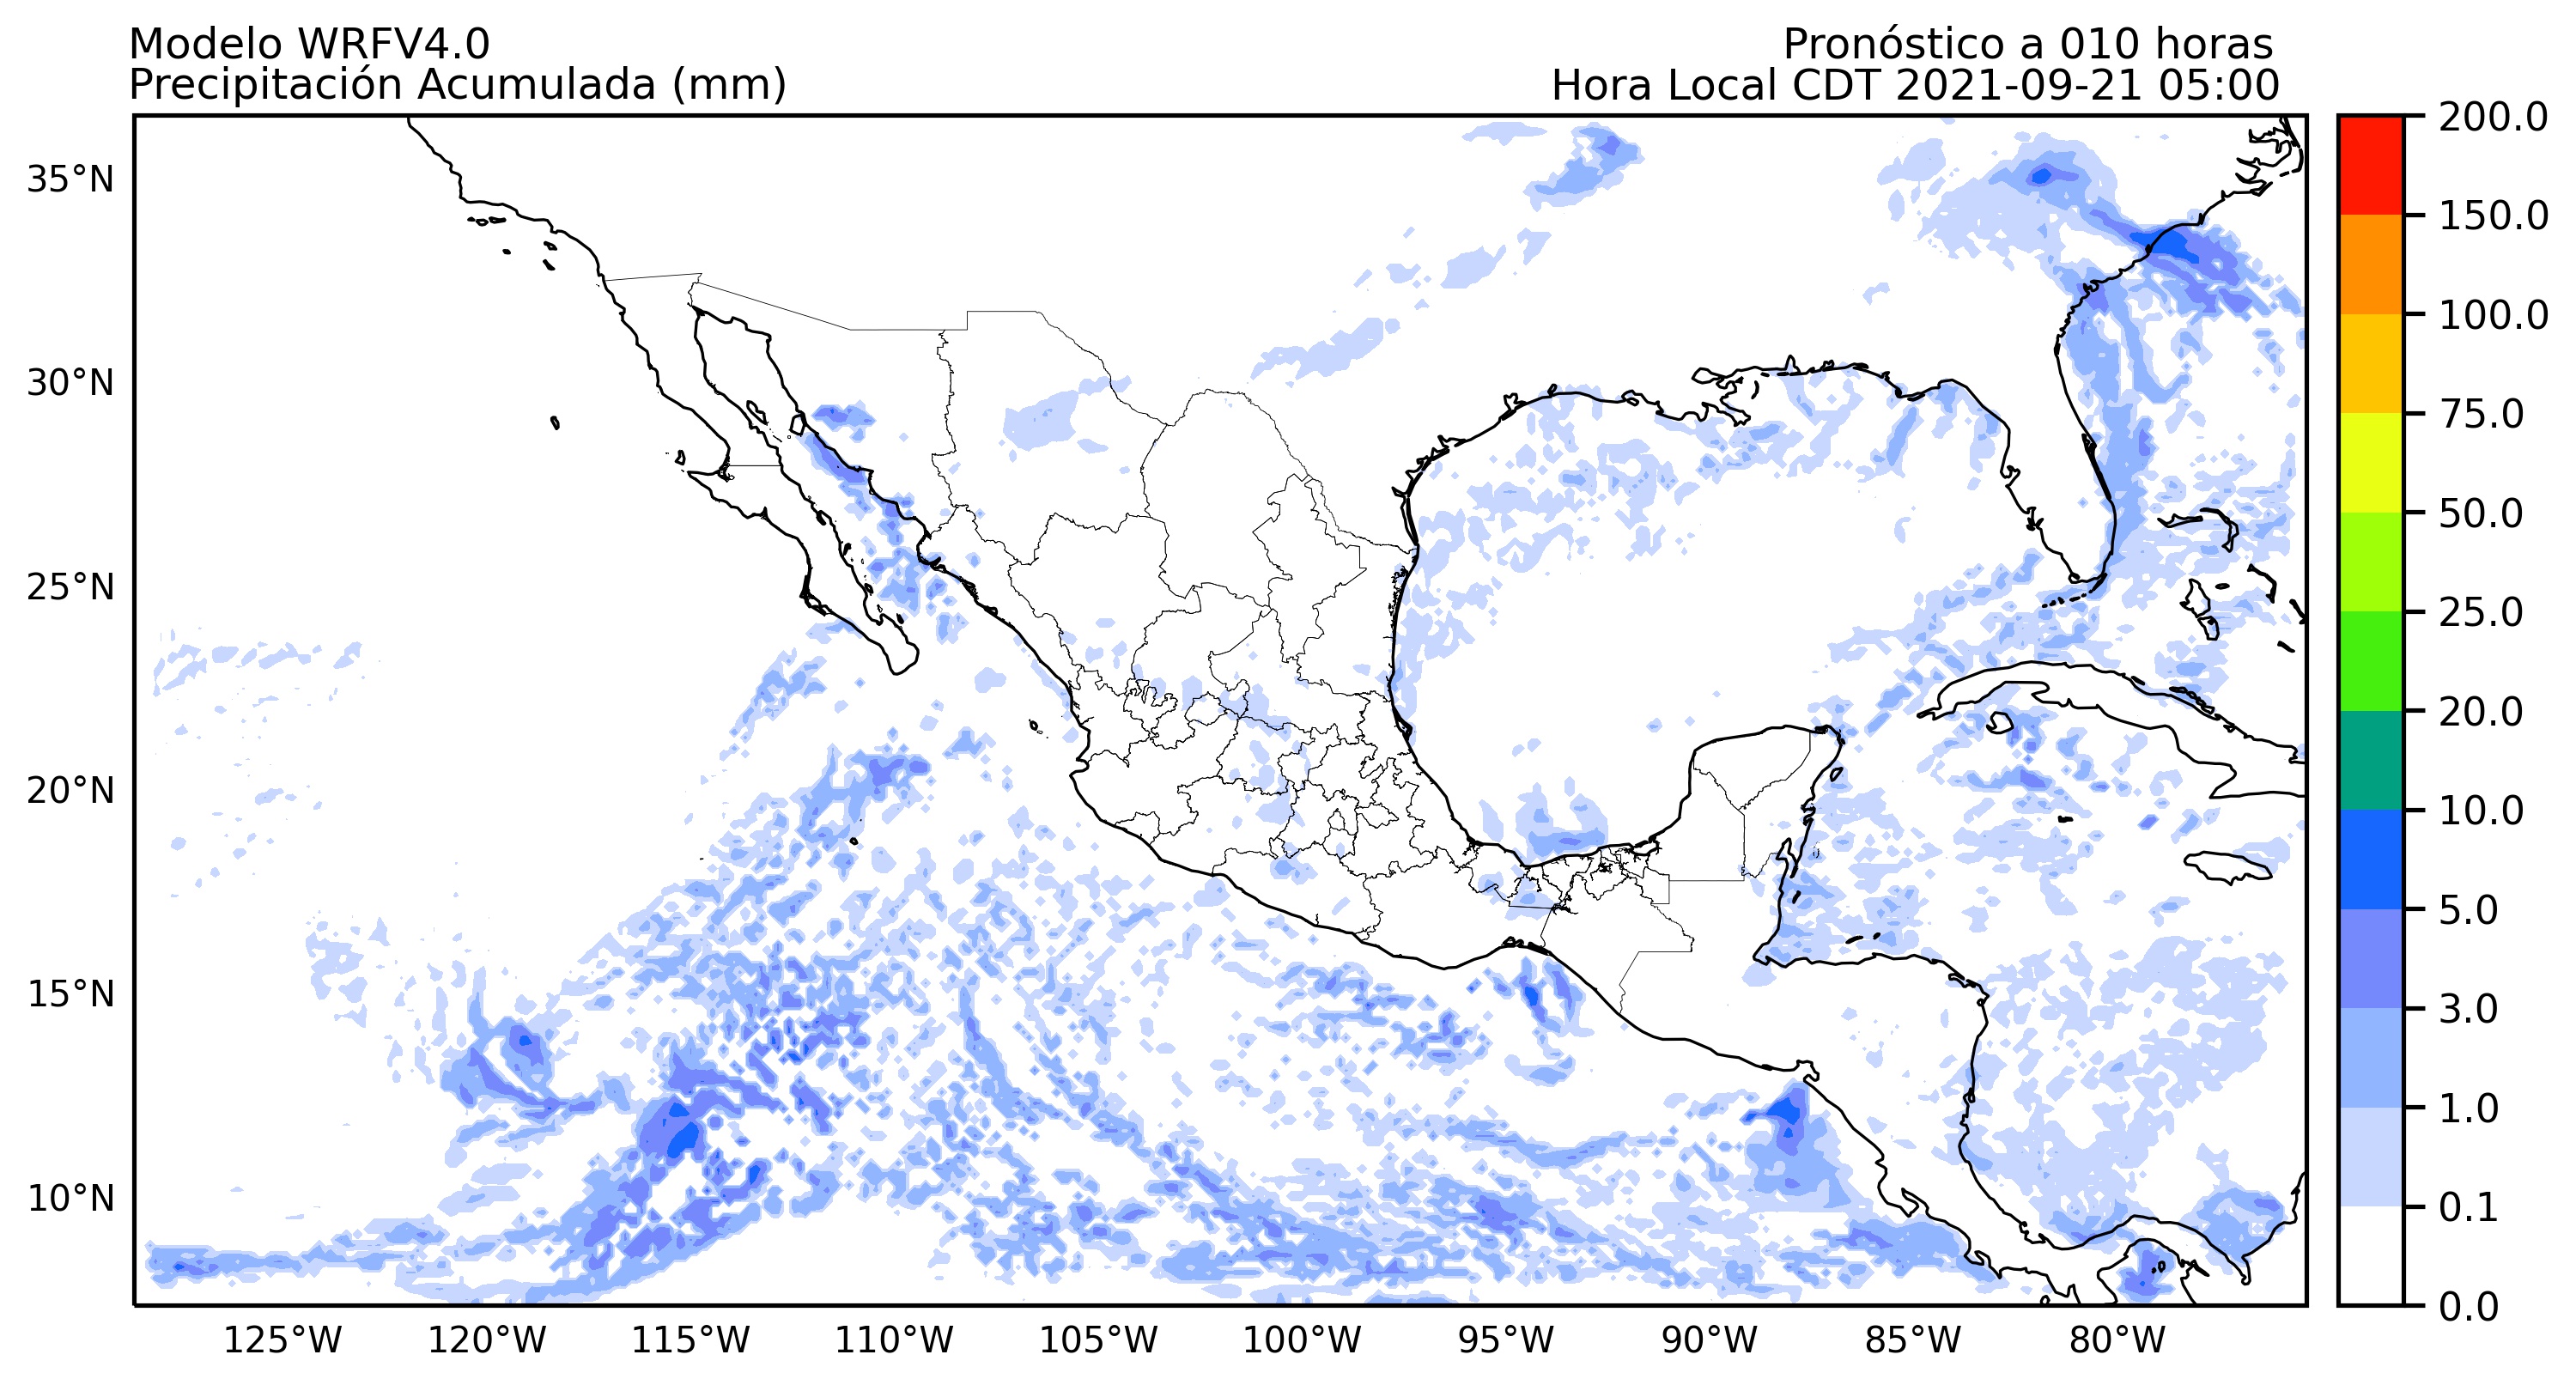 Modelo WRFV4.0
Precipitación Acumulada (mm)
Pronóstico a 010 horas
Hora Local CDT 2021-09-21 05:00
35°N
30°N
25°N
20°N
15°N
10°N
125°W
120°W
115°W
110°W
105°W
100°W
95°W
90°W
85°W
80°W
200.0
150.0
100.0
75.0
50.0
25.0
20.0
10.0
5.0
3.0
1.0
0.1
0.0